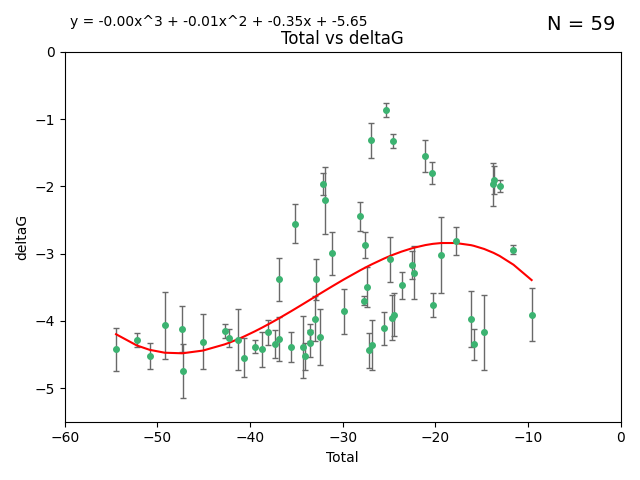 y = -0.00x^3 + -0.01x^2 + -0.35x + -5.65
N = 59
Total vs deltaG
0
−1
−2
−3
−4
−5
deltaG
−60 −50 −40 −30 −20 −10 0
Total